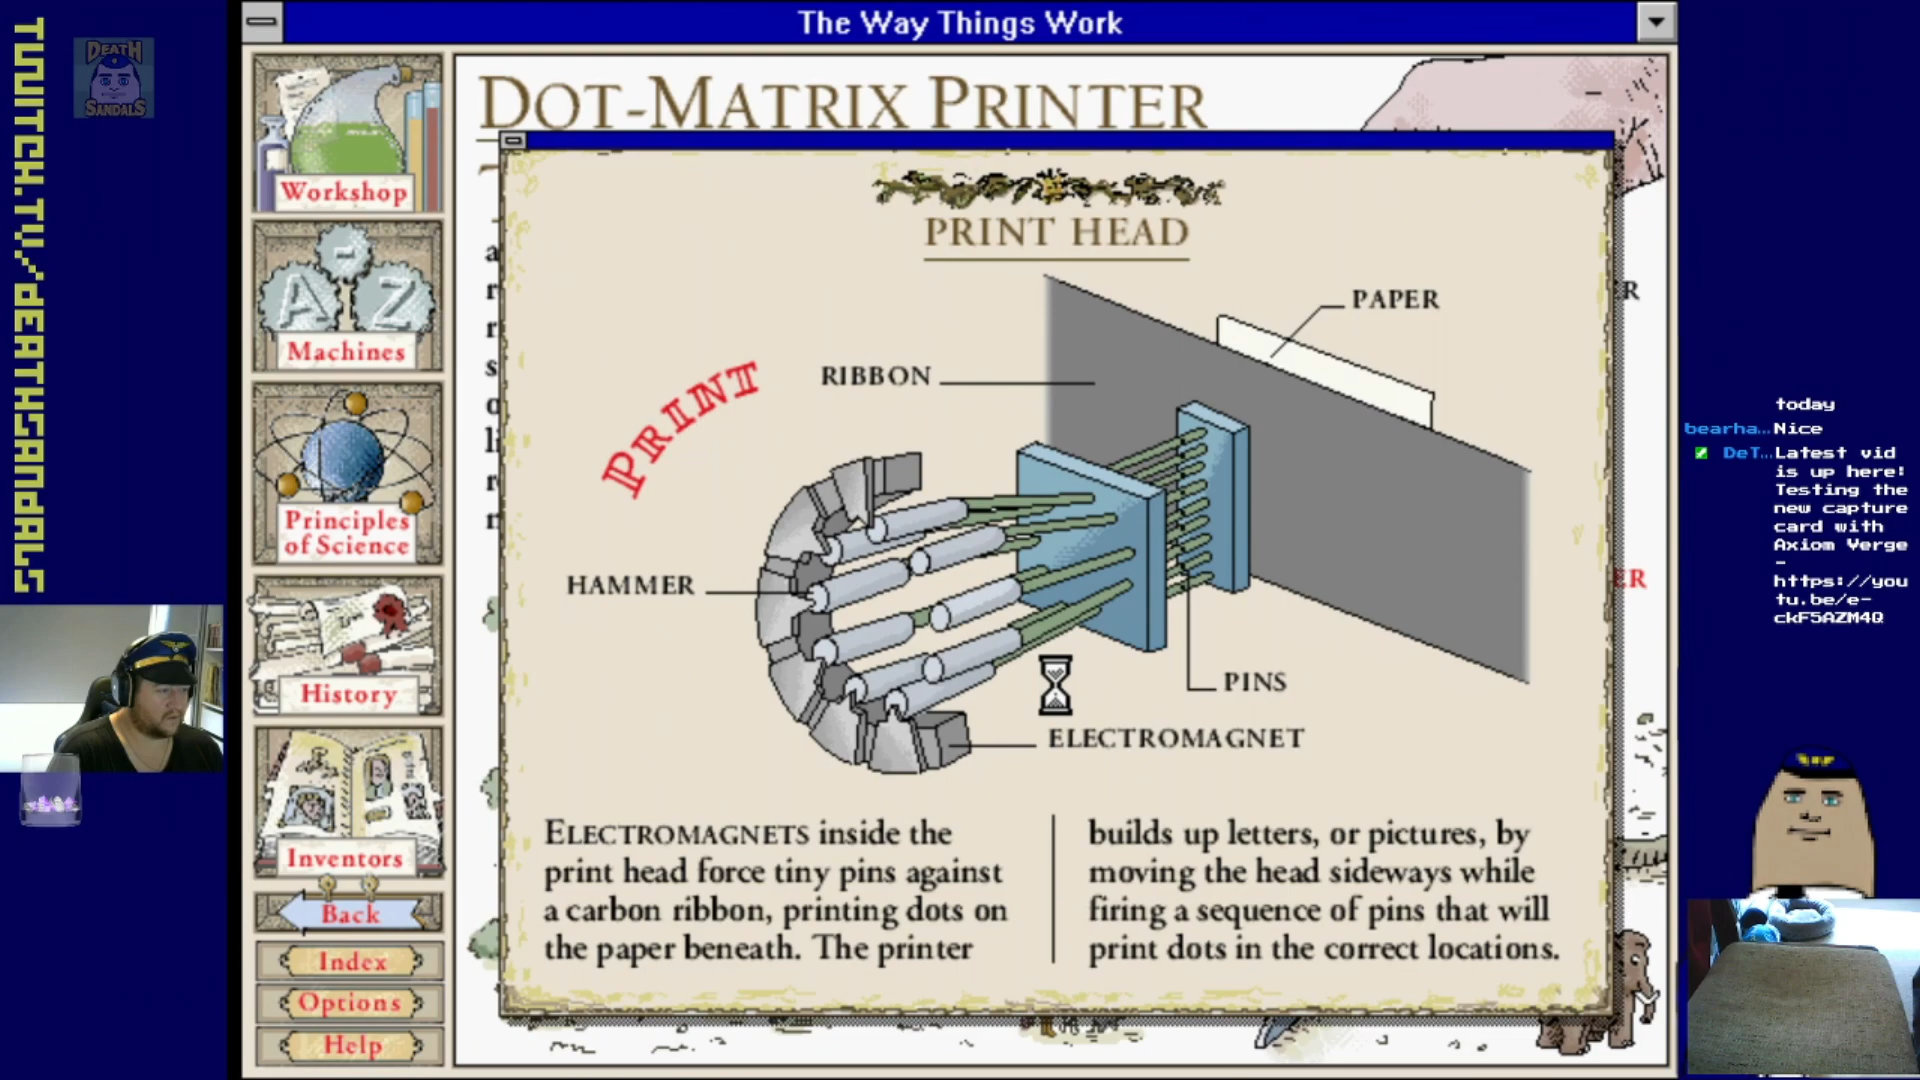 TWITCH.TV/DEATHSANDALS
DEATH
SANDALS
The Way Things Work
Workshop
A-Z
Machines
Principles
of Science
History
Inventors
Back
Index
Options
Help
DOT-MATRIX PRINTER
PRINT HEAD
PAPER
RIBBON
PRINT
HAMMER
PINS
ELECTROMAGNET
ELECTROMAGNETS inside the
print head force tiny pins against
a carbon ribbon, printing dots on
the paper beneath. The printer
builds up letters, or pictures, by
moving the head sideways while
firing a sequence of pins that will
print dots in the correct locations.
R
ER
today
bearha...Nice
DeT...Latest vid
is up here:
Testing the
new capture
card with
Axiom Verge
-
https://you
tu.be/e-
ckF5AZM4Q